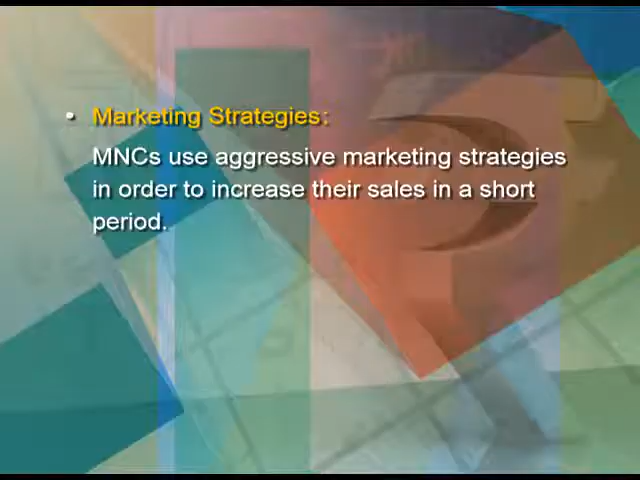 • Marketing Strategies:
MNCs use aggressive marketing strategies
in order to increase their sales in a short
period.